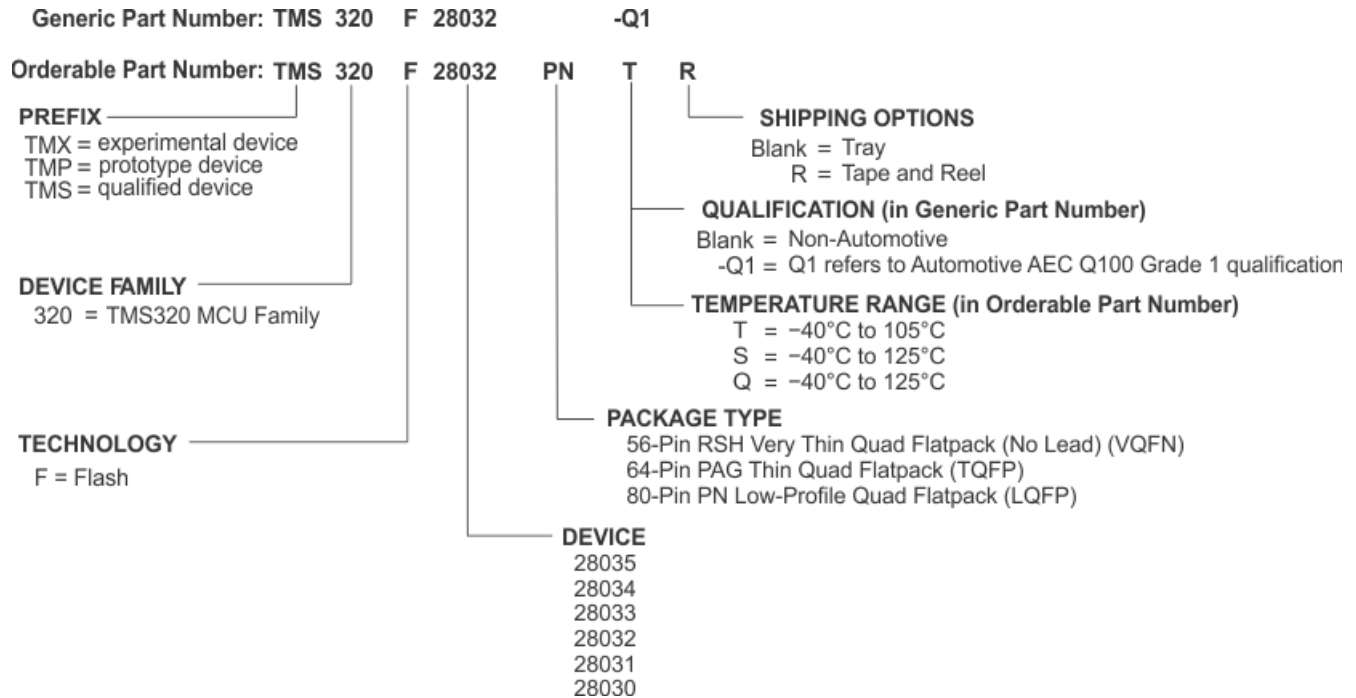 Generic Part Number: TMS 320 F 28032 -Q1
Orderable Part Number: TMS 320 F 28032 PN T R
PREFIX
TMX = experimental device
TMP = prototype device
TMS = qualified device
SHIPPING OPTIONS
Blank = Tray
R = Tape and Reel
QUALIFICATION (in Generic Part Number)
Blank = Non-Automotive
-Q1 = Q1 refers to Automotive AEC Q100 Grade 1 qualification
DEVICE FAMILY
320 = TMS320 MCU Family
TEMPERATURE RANGE (in Orderable Part Number)
T = −40°C to 105°C
S = −40°C to 125°C
Q = −40°C to 125°C
PACKAGE TYPE
56-Pin RSH Very Thin Quad Flatpack (No Lead) (VQFN)
64-Pin PAG Thin Quad Flatpack (TQFP)
80-Pin PN Low-Profile Quad Flatpack (LQFP)
TECHNOLOGY
F = Flash
DEVICE
28035
28034
28033
28032
28031
28030